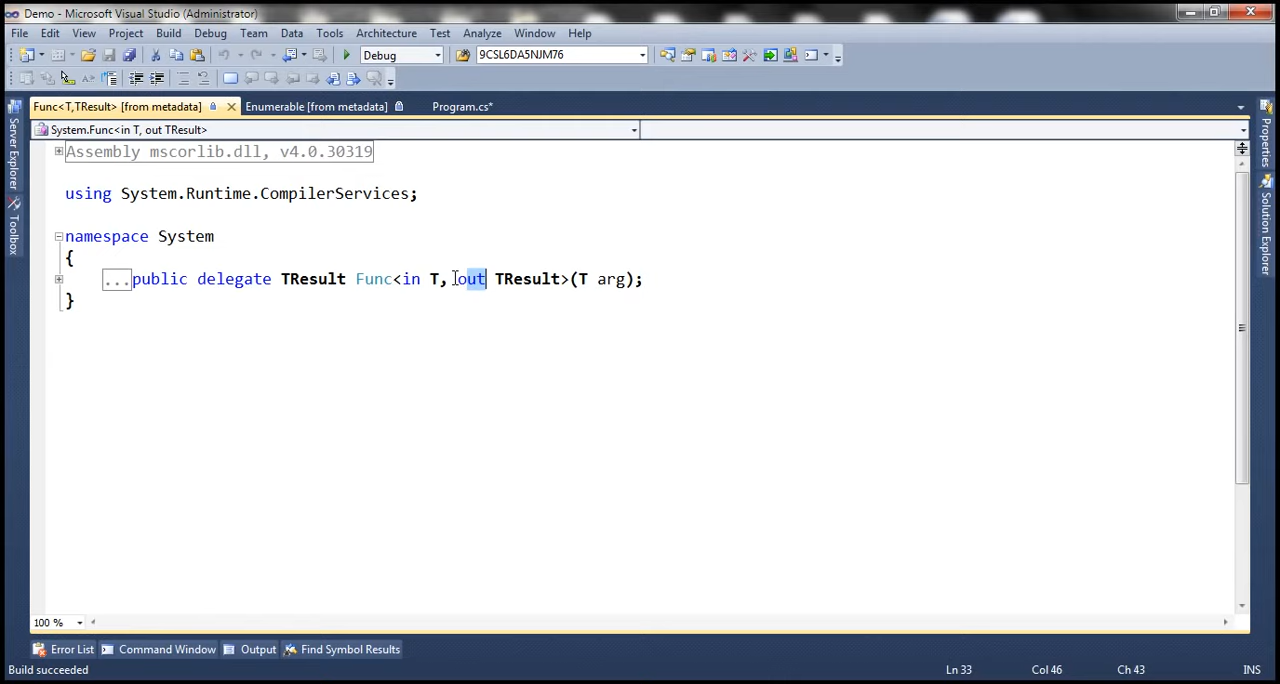 Demo - Microsoft Visual Studio (Administrator)
File Edit View Project Build Debug Team Data Tools Architecture Test Analyze Window Help
Debug 9CSL6DA5NJM76
Func<T,TResult> [from metadata] Enumerable [from metadata] Program.cs*
System.Func<in T, out TResult>
Server Explorer
Toolbox
Properties
Solution Explorer
Assembly mscorlib.dll, v4.0.30319
using System.Runtime.CompilerServices;
namespace System
{
...public delegate TResult Func<in T, out TResult>(T arg);
}
100 %
Error List Command Window Output Find Symbol Results
Build succeeded Ln 33 Col 46 Ch 43 INS